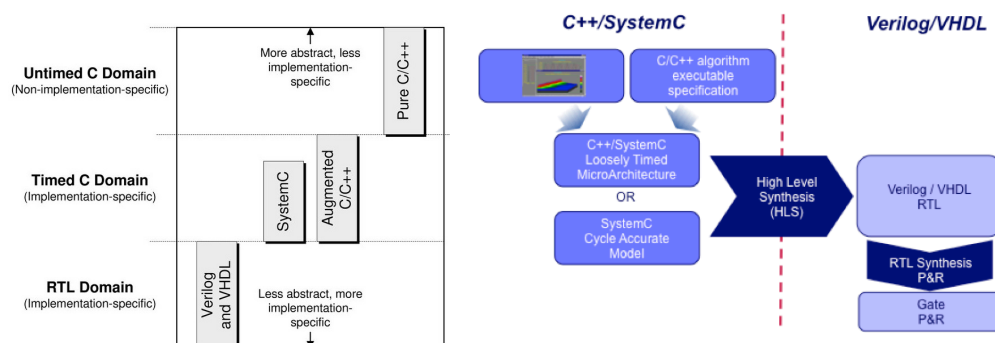 Untimed C Domain
(Non-implementation-specific)
More abstract, less
implementation-
specific
Pure C/C++
Timed C Domain
(Implementation-specific)
SystemC
Augmented
C/C++
RTL Domain
(Implementation-specific)
Verilog
and VHDL
Less abstract, more
implementation-
specific
C++/SystemC
Verilog/VHDL
C/C++ algorithm
executable
specification
C++/SystemC
Loosely Timed
MicroArchitecture
OR
SystemC
Cycle Accurate
Model
High Level
Synthesis
(HLS)
Verilog / VHDL
RTL
RTL Synthesis
P&R
Gate
P&R